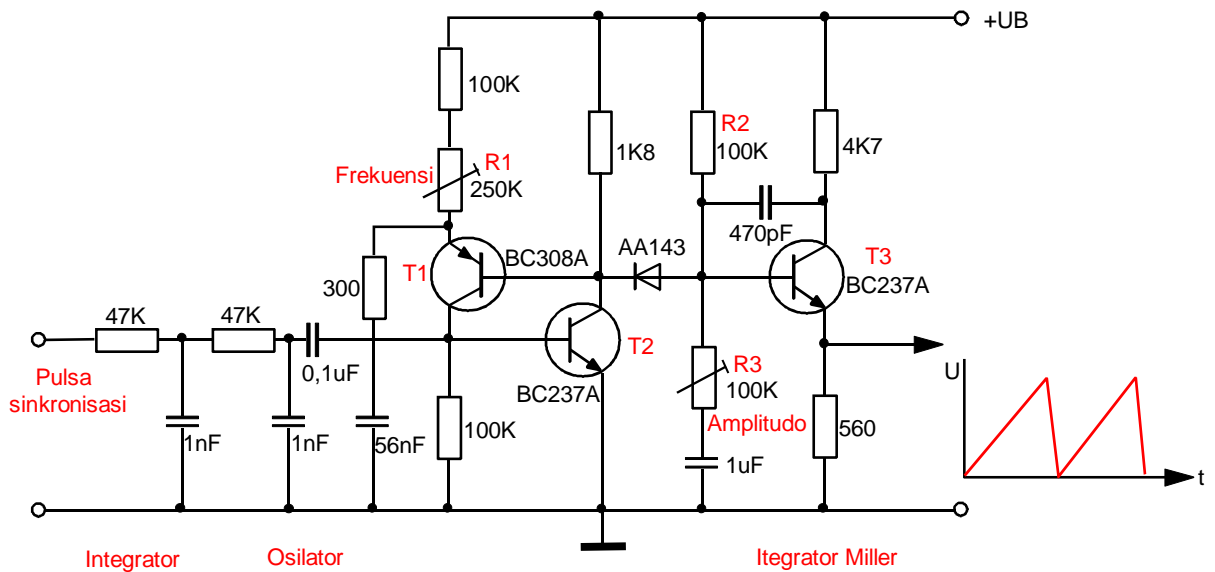 +UB
100K
R1
Frekuensi
250K
1K8
R2
100K
4K7
470pF
AA143
BC308A
T1
T3
BC237A
300
47K
47K
0,1uF
T2
BC237A
Pulsa
sinkronisasi
R3
100K
Amplitudo
U
1nF
1nF
56nF
100K
1uF
560
t
Integrator
Osilator
Itegrator Miller